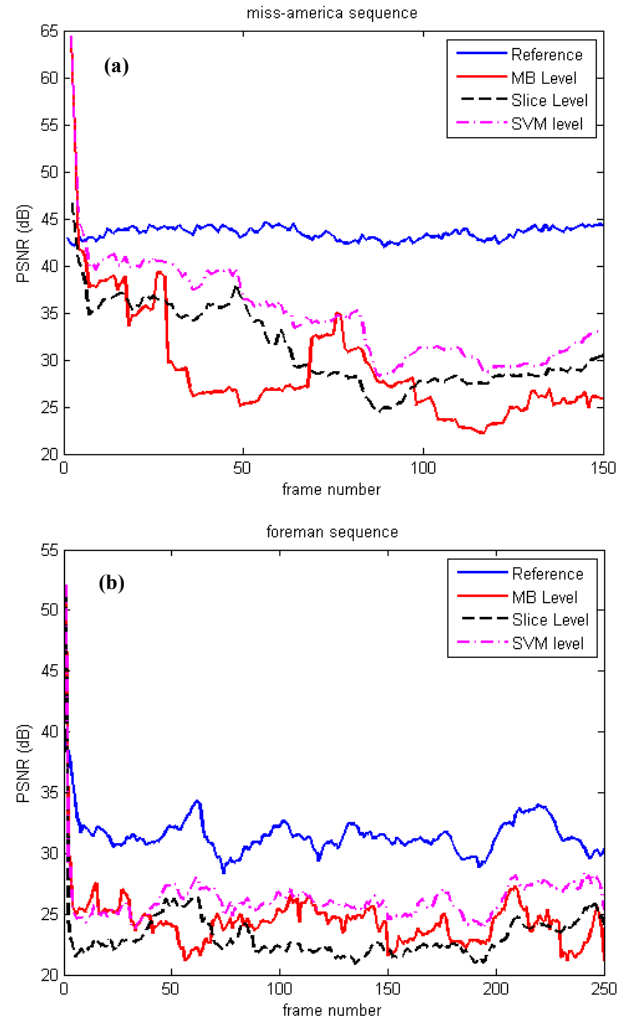 miss-america sequence
65
60
55
50
45
40
35
30
25
20
PSNR (dB)
(a)
Reference
MB Level
Slice Level
SVM level
0 50 100 150
frame number
foreman sequence
55
50
45
40
35
30
25
20
PSNR (dB)
(b)
Reference
MB Level
Slice Level
SVM level
0 50 100 150 200 250
frame number